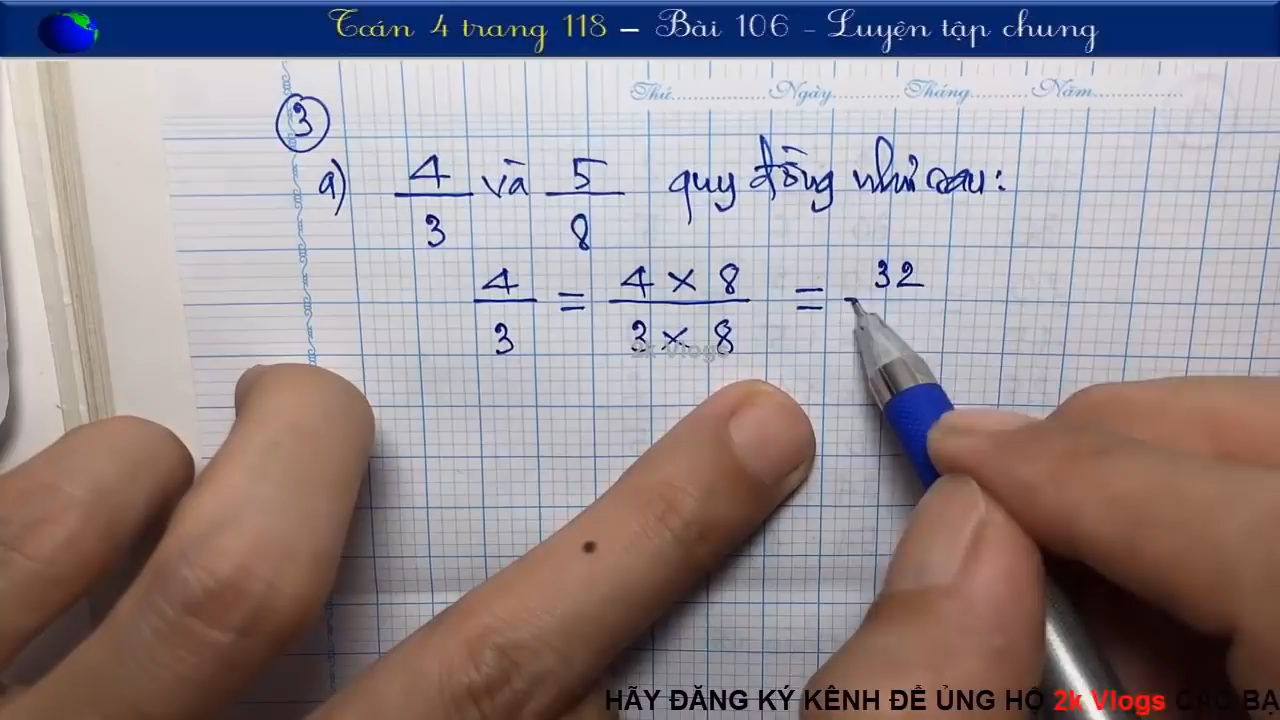 Toán 4 trang 118 – Bài 106 - Luyện tập chung
Thứ...............Ngày...........Tháng..........Năm...............
3
a) 4/3 và 5/8 quy đồng như sau:
4/3 = 4 × 8/3 × 8 = 32
2k Vlogs
HÃY ĐĂNG KÝ KÊNH ĐỂ ỦNG HỘ 2k Vlogs CÁC BẠ